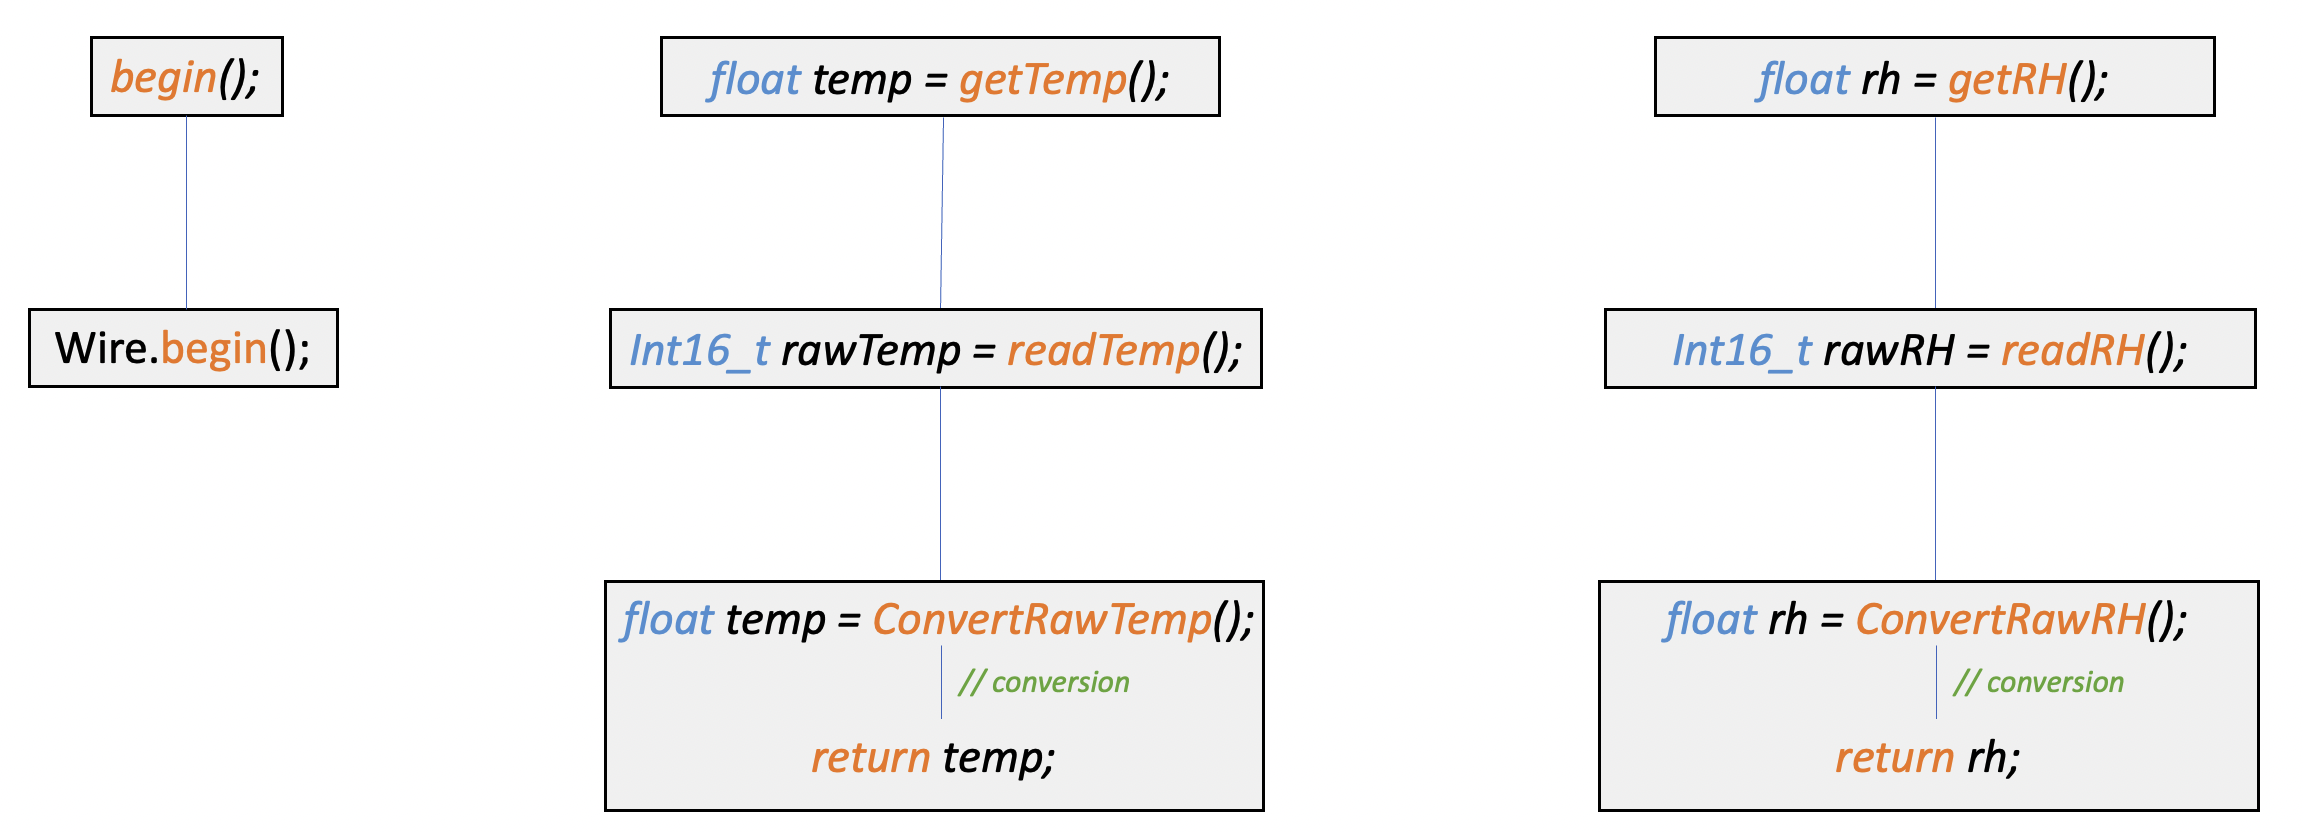 begin();
Wire.begin();
float temp = getTemp();
Int16_t rawTemp = readTemp();
float temp = ConvertRawTemp();
// conversion
return temp;
float rh = getRH();
Int16_t rawRH = readRH();
float rh = ConvertRawRH();
// conversion
return rh;